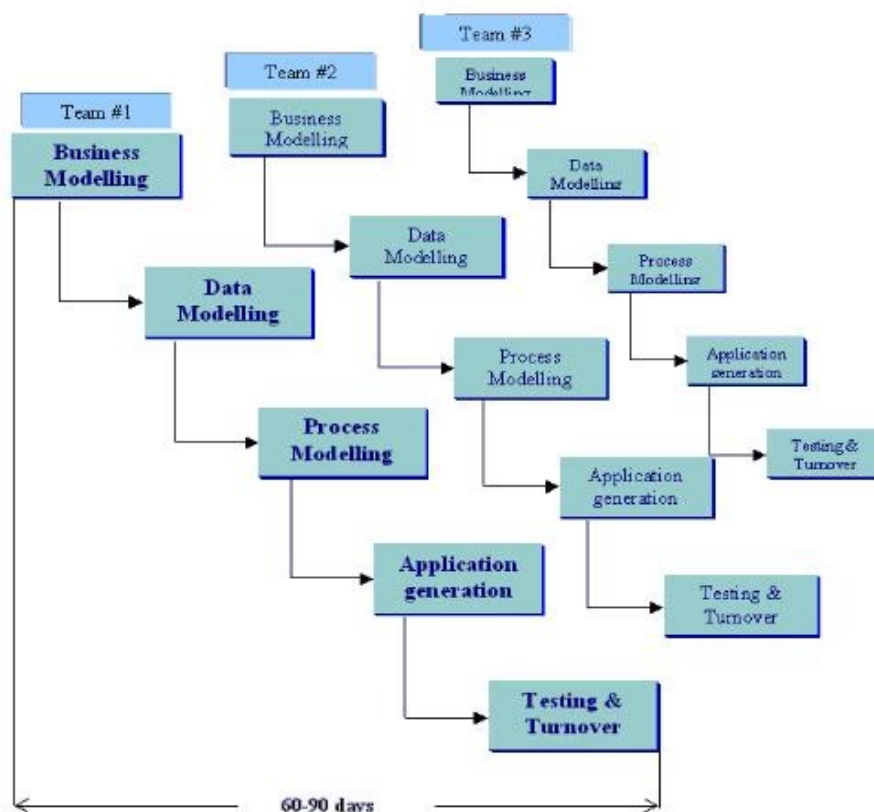 Team #1
Business
Modelling
Data
Modelling
Process
Modelling
Application
generation
Testing &
Turnover
Team #2
Business
Modelling
Data
Modelling
Process
Modelling
Application
generation
Testing &
Turnover
Team #3
Business
Modelling
Data
Modelling
Process
Modelling
Application
generation
Testing &
Turnover
60-90 days